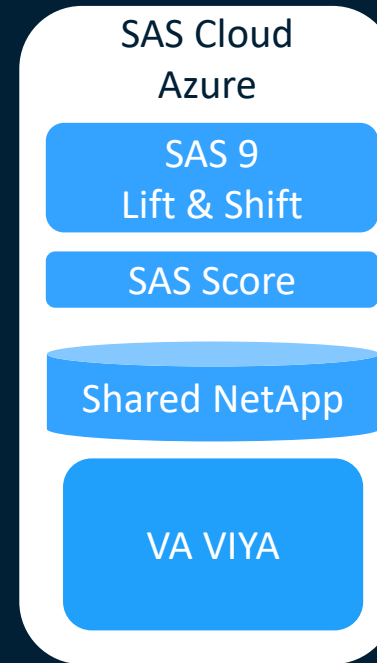 SAS Cloud
Azure
SAS 9
Lift & Shift
SAS Score
Shared NetApp
VA VIYA